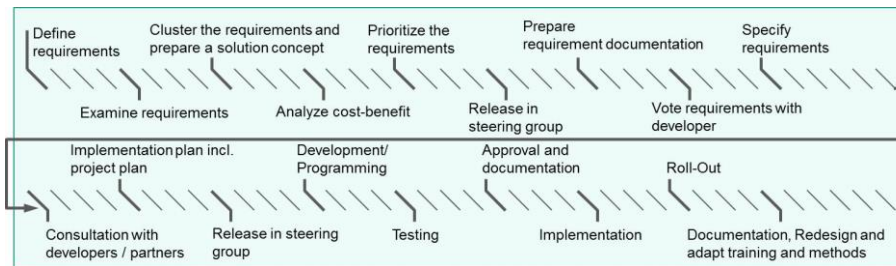 Define
requirements
Examine requirements
Cluster the requirements and
prepare a solution concept
Analyze cost-benefit
Prioritize the
requirements
Release in
steering group
Prepare
requirement documentation
Vote requirements with
developer
Specify
requirements
Consultation with
developers / partners
Implementation plan incl.
project plan
Release in steering
group
Development/
Programming
Testing
Approval and
documentation
Implementation
Roll-Out
Documentation, Redesign and
adapt training and methods